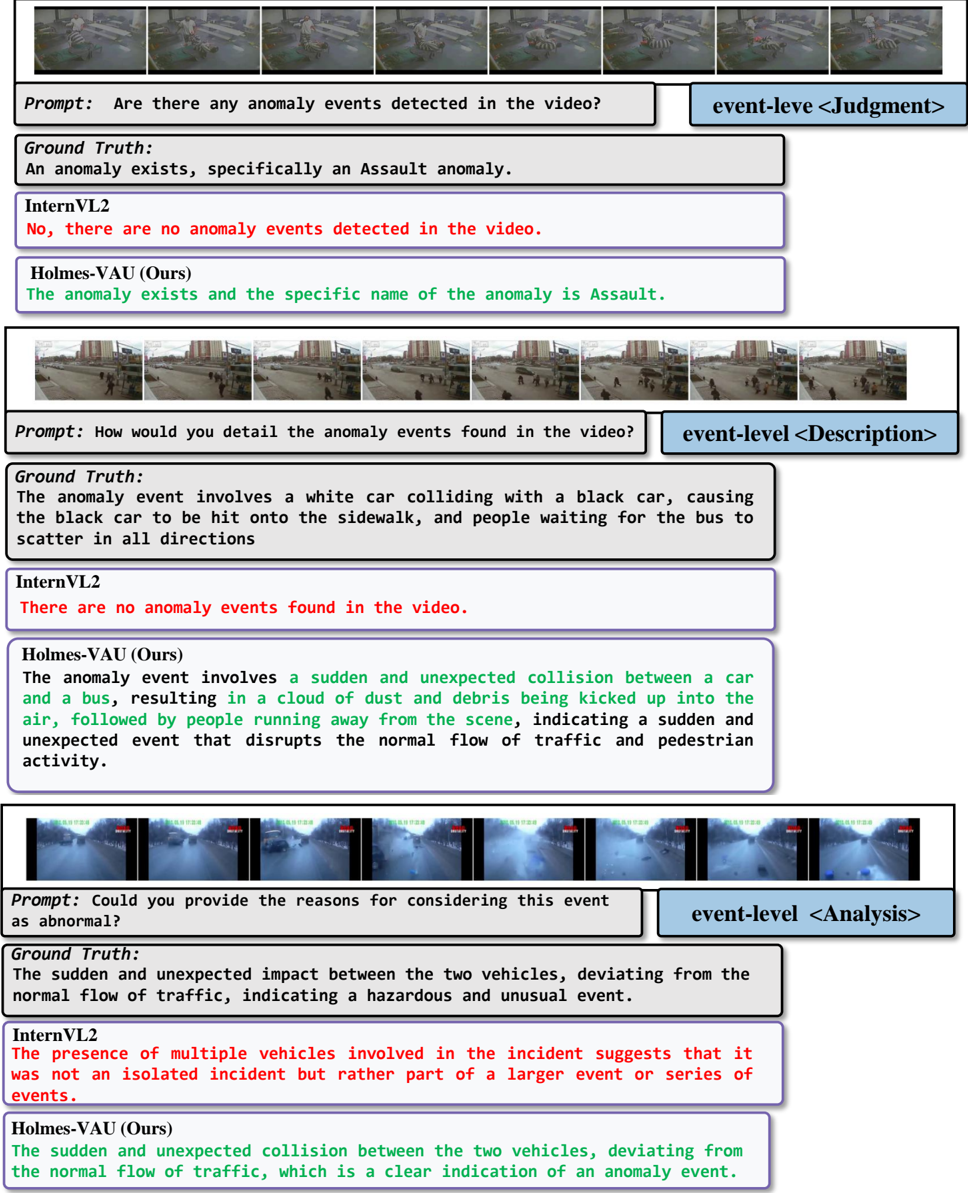 Prompt: Are there any anomaly events detected in the video?
event-leve <Judgment>
Ground Truth:
An anomaly exists, specifically an Assault anomaly.
InternVL2
No, there are no anomaly events detected in the video.
Holmes-VAU (Ours)
The anomaly exists and the specific name of the anomaly is Assault.
Prompt: How would you detail the anomaly events found in the video?
event-level <Description>
Ground Truth:
The anomaly event involves a white car colliding with a black car, causing
the black car to be hit onto the sidewalk, and people waiting for the bus to
scatter in all directions
InternVL2
There are no anomaly events found in the video.
Holmes-VAU (Ours)
The anomaly event involves a sudden and unexpected collision between a car
and a bus, resulting in a cloud of dust and debris being kicked up into the
air, followed by people running away from the scene, indicating a sudden and
unexpected event that disrupts the normal flow of traffic and pedestrian
activity.
Prompt: Could you provide the reasons for considering this event
as abnormal?
event-level <Analysis>
Ground Truth:
The sudden and unexpected impact between the two vehicles, deviating from the
normal flow of traffic, indicating a hazardous and unusual event.
InternVL2
The presence of multiple vehicles involved in the incident suggests that it
was not an isolated incident but rather part of a larger event or series of
events.
Holmes-VAU (Ours)
The sudden and unexpected collision between the two vehicles, deviating from
the normal flow of traffic, which is a clear indication of an anomaly event.